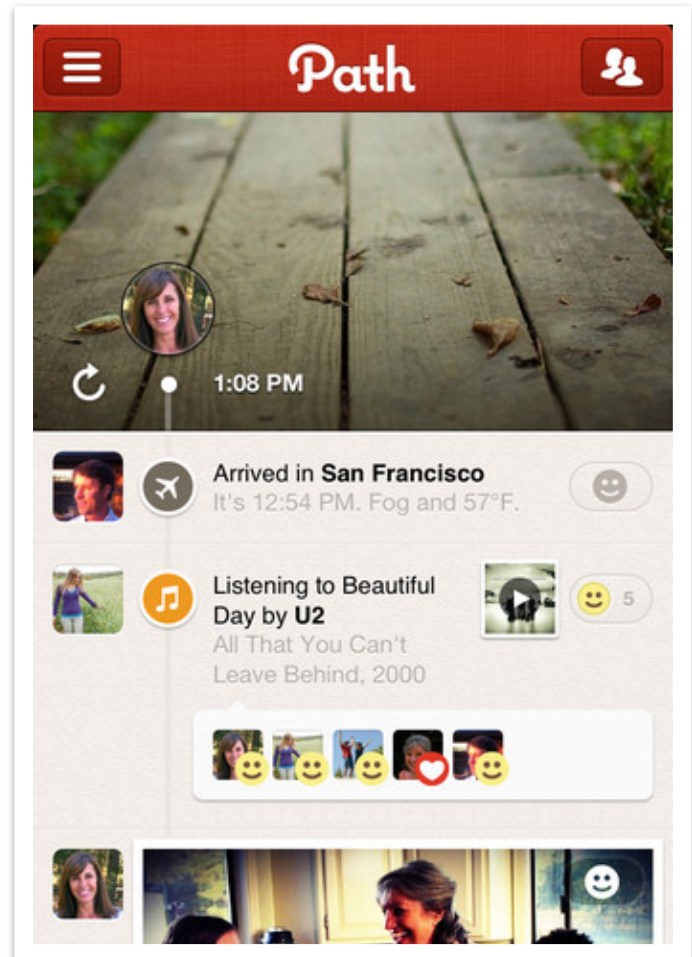 Path
1:08 PM
Arrived in San Francisco
It's 12:54 PM. Fog and 57°F.
Listening to Beautiful
Day by U2
All That You Can't
Leave Behind, 2000
5